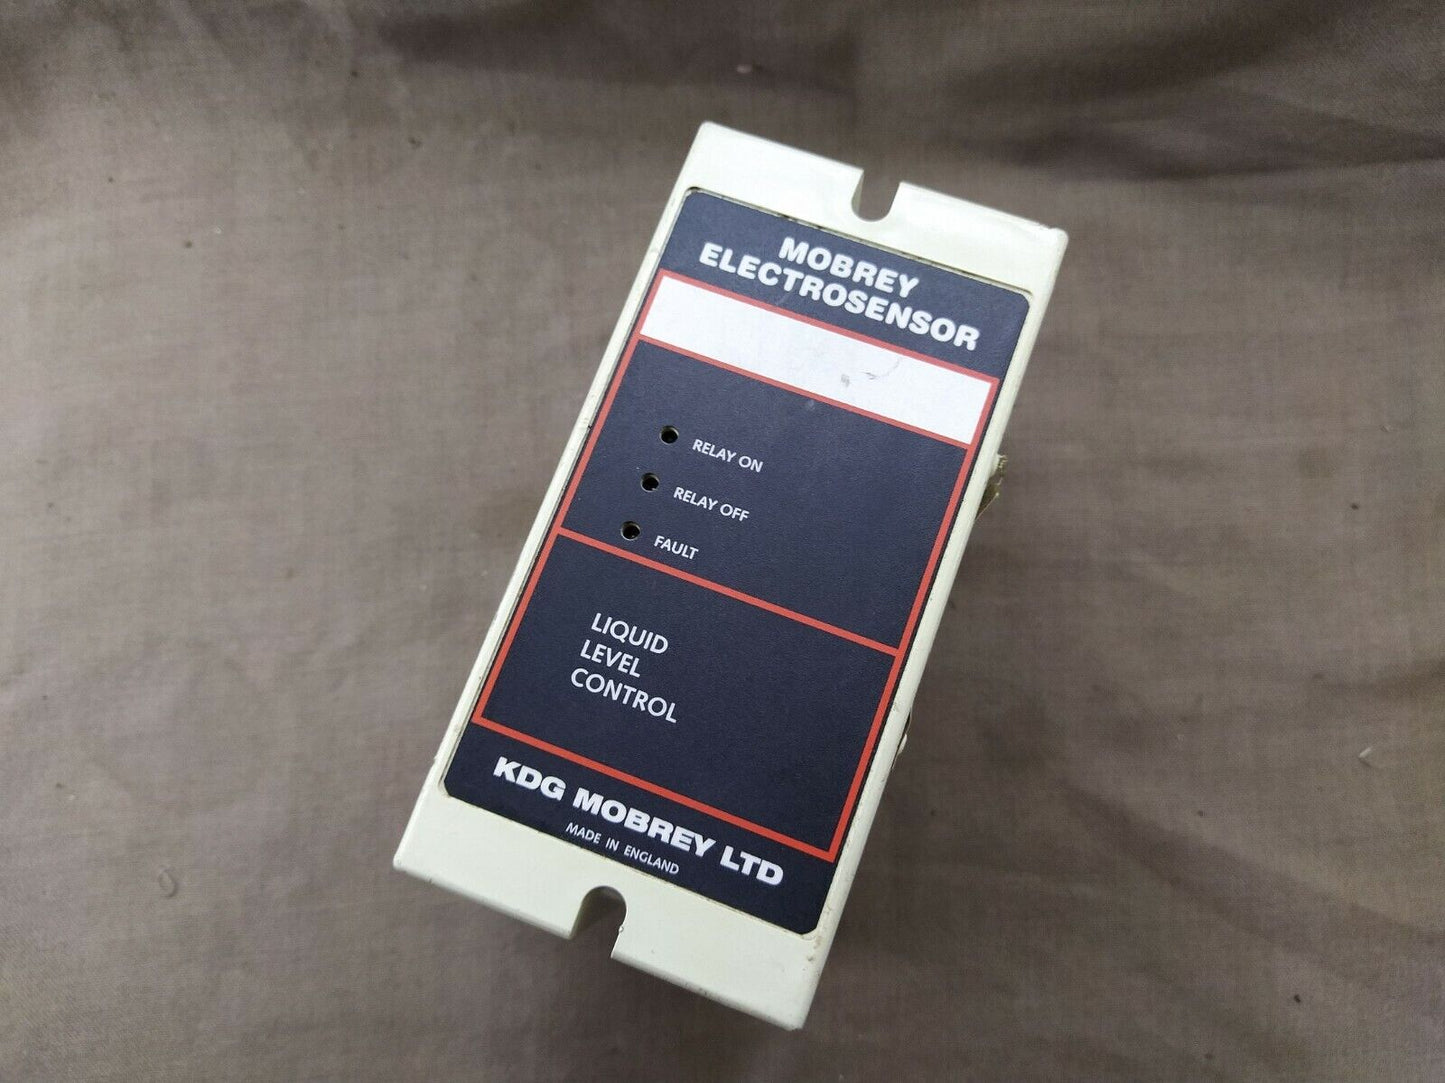 MOBREY
ELECTROSENSOR
RELAY ON
RELAY OFF
FAULT
LIQUID
LEVEL
CONTROL
KDG MOBREY LTD
MADE IN ENGLAND